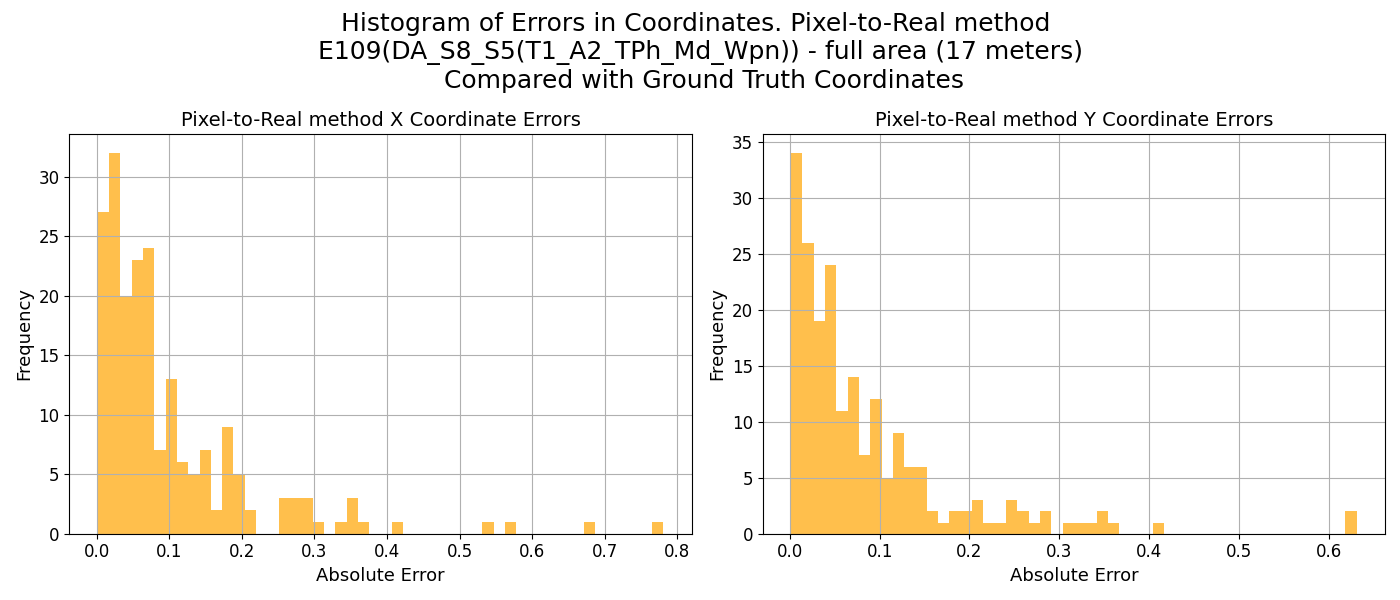 Histogram of Errors in Coordinates. Pixel-to-Real method
E109(DA_S8_S5(T1_A2_TPh_Md_Wpn)) - full area (17 meters)
Compared with Ground Truth Coordinates
Pixel-to-Real method X Coordinate Errors
Frequency
30
25
20
15
10
5
0
0.0 0.1 0.2 0.3 0.4 0.5 0.6 0.7 0.8
Absolute Error
Pixel-to-Real method Y Coordinate Errors
Frequency
35
30
25
20
15
10
5
0
0.0 0.1 0.2 0.3 0.4 0.5 0.6
Absolute Error